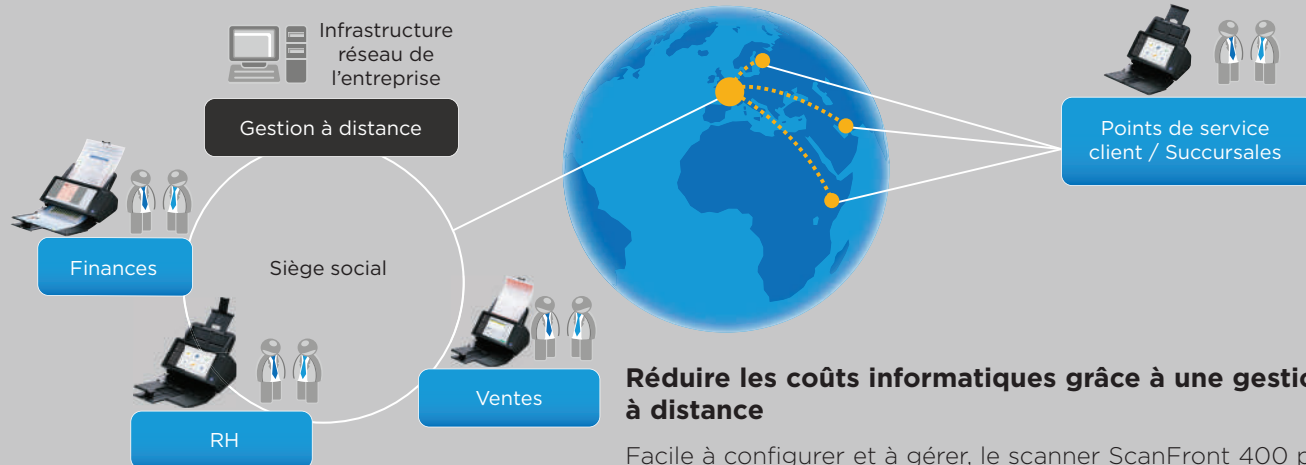 Infrastructure
réseau de
l'entreprise
Gestion à distance
Points de service
client / Succursales
Finances
Siège social
Ventes
RH
Réduire les coûts informatiques grâce à une gestio
à distance
Facile à configurer et à gérer, le scanner ScanFront 400 p